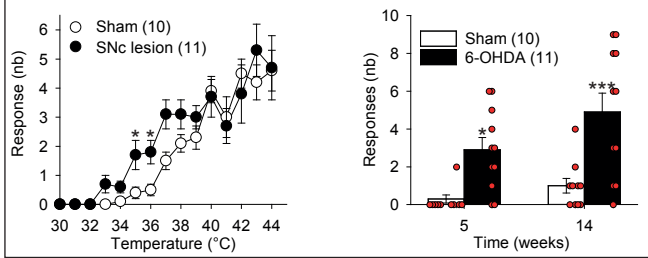 Sham (10)
SNc lesion (11)
Response (nb)
6
5
4
3
2
1
0
* *
30 32 34 36 38 40 42 44
Temperature (°C)
Sham (10)
6-OHDA (11)
Responses (nb)
10
8
6
4
2
0
*
***
5 14
Time (weeks)